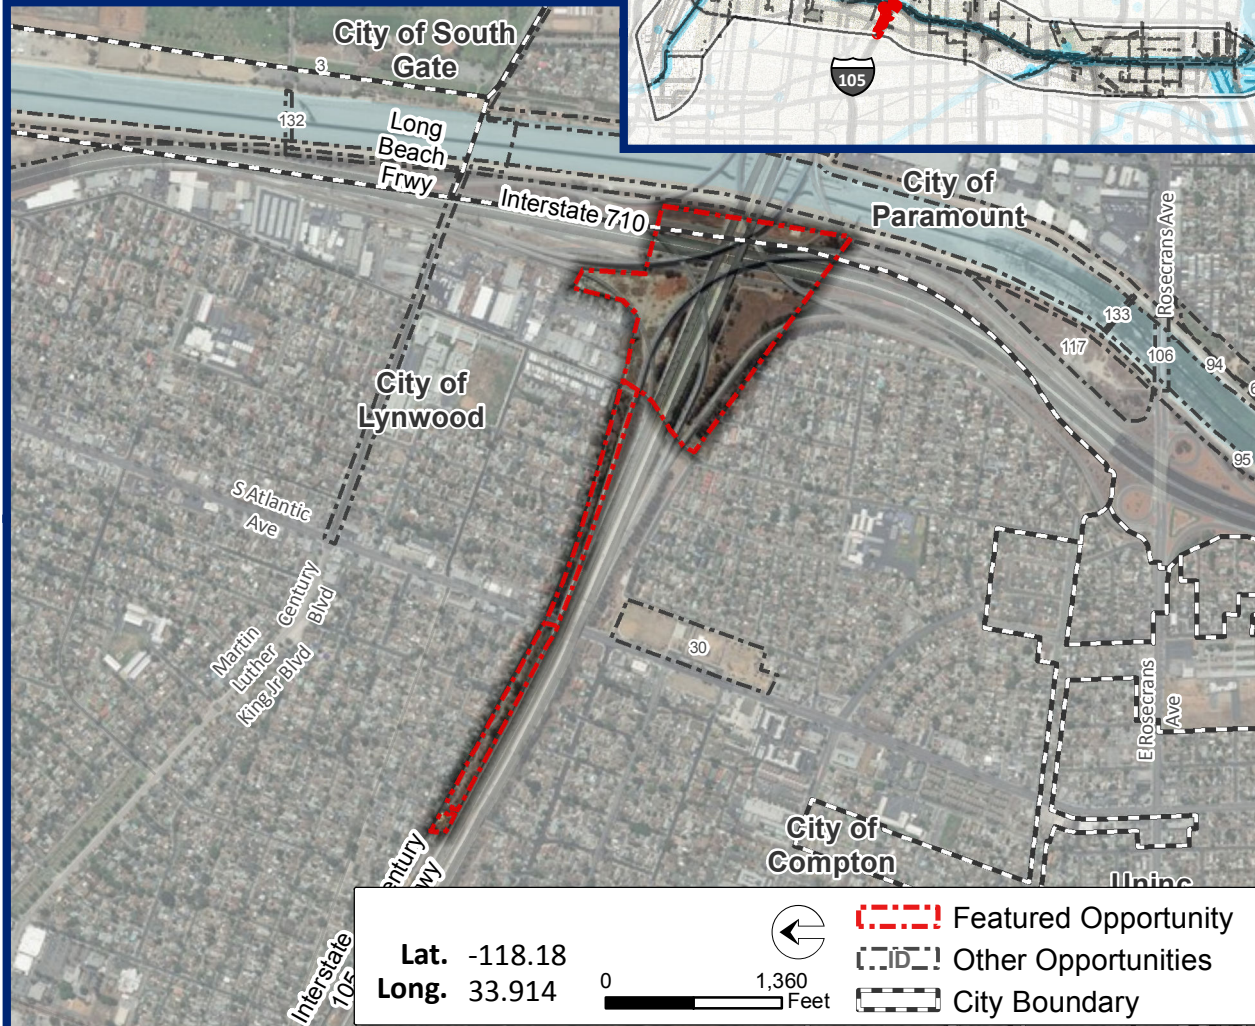 City of South
Gate
3
132
Long
Beach
Frwy
Interstate 710
105
City of
Paramount
Rosecrans Ave
133
117
106
94
95
City of
Lynwood
S Atlantic
Ave
Century
Blvd
Martin
Luther
King Jr Blvd
30
E Rosecrans
Ave
City of
Compton
Uninc
entury
wy
Interstate
105
Lat. -118.18
Long. 33.914
0 1,360
Feet
Featured Opportunity
ID Other Opportunities
City Boundary